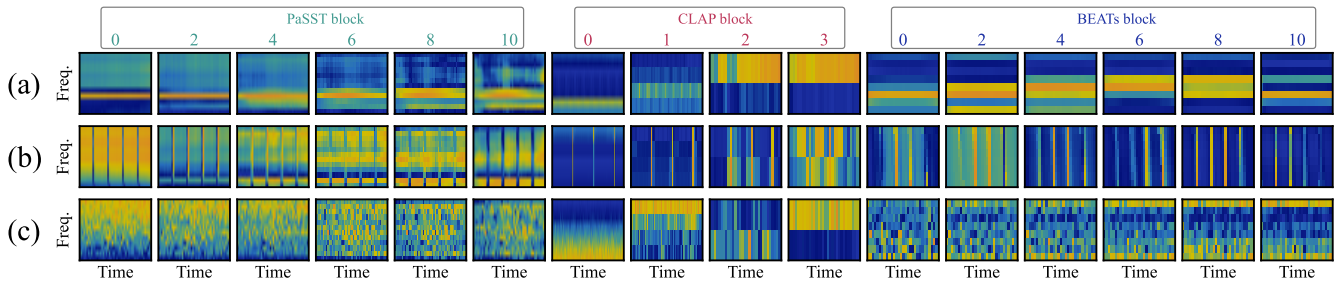 PaSST block CLAP block BEATs block
0 2 4 6 8 10 0 1 2 3 0 2 4 6 8 10
(a) Freq.
(b) Freq.
(c) Freq.
Time Time Time Time Time Time Time Time Time Time Time Time Time Time Time Time